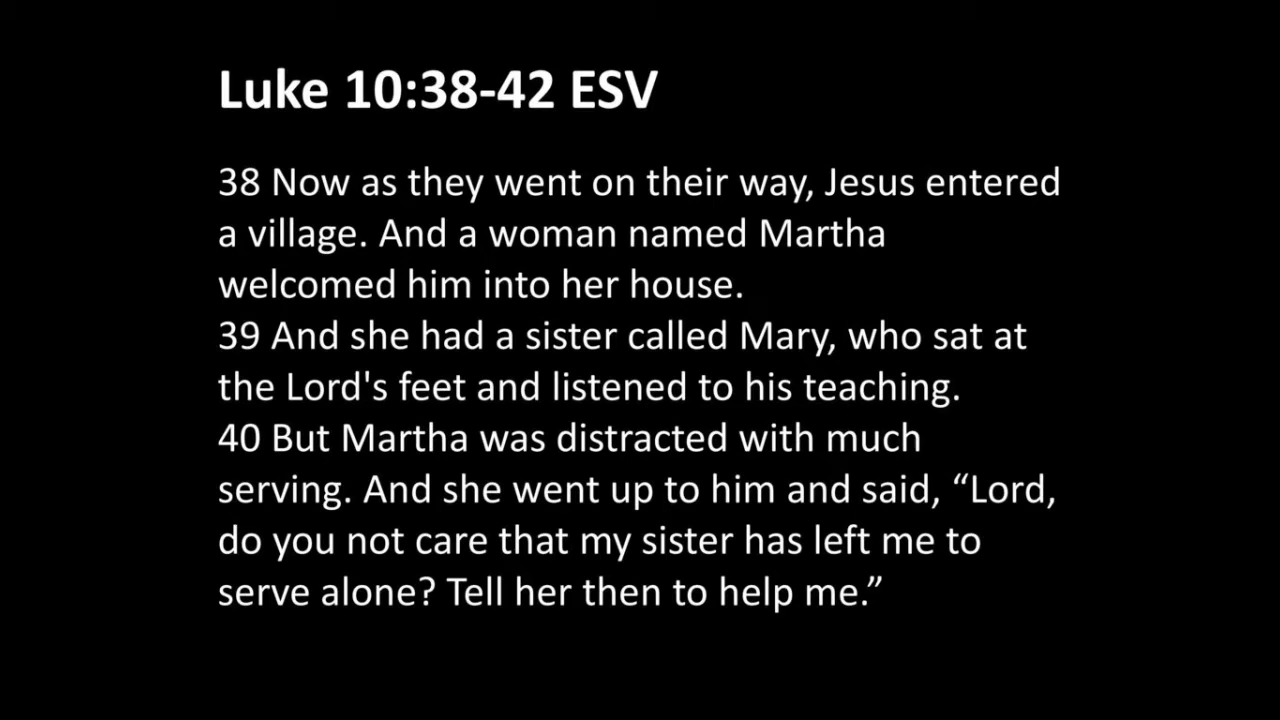 Luke 10:38-42 ESV
38 Now as they went on their way, Jesus entered
a village. And a woman named Martha
welcomed him into her house.
39 And she had a sister called Mary, who sat at
the Lord's feet and listened to his teaching.
40 But Martha was distracted with much
serving. And she went up to him and said, “Lord,
do you not care that my sister has left me to
serve alone? Tell her then to help me.”